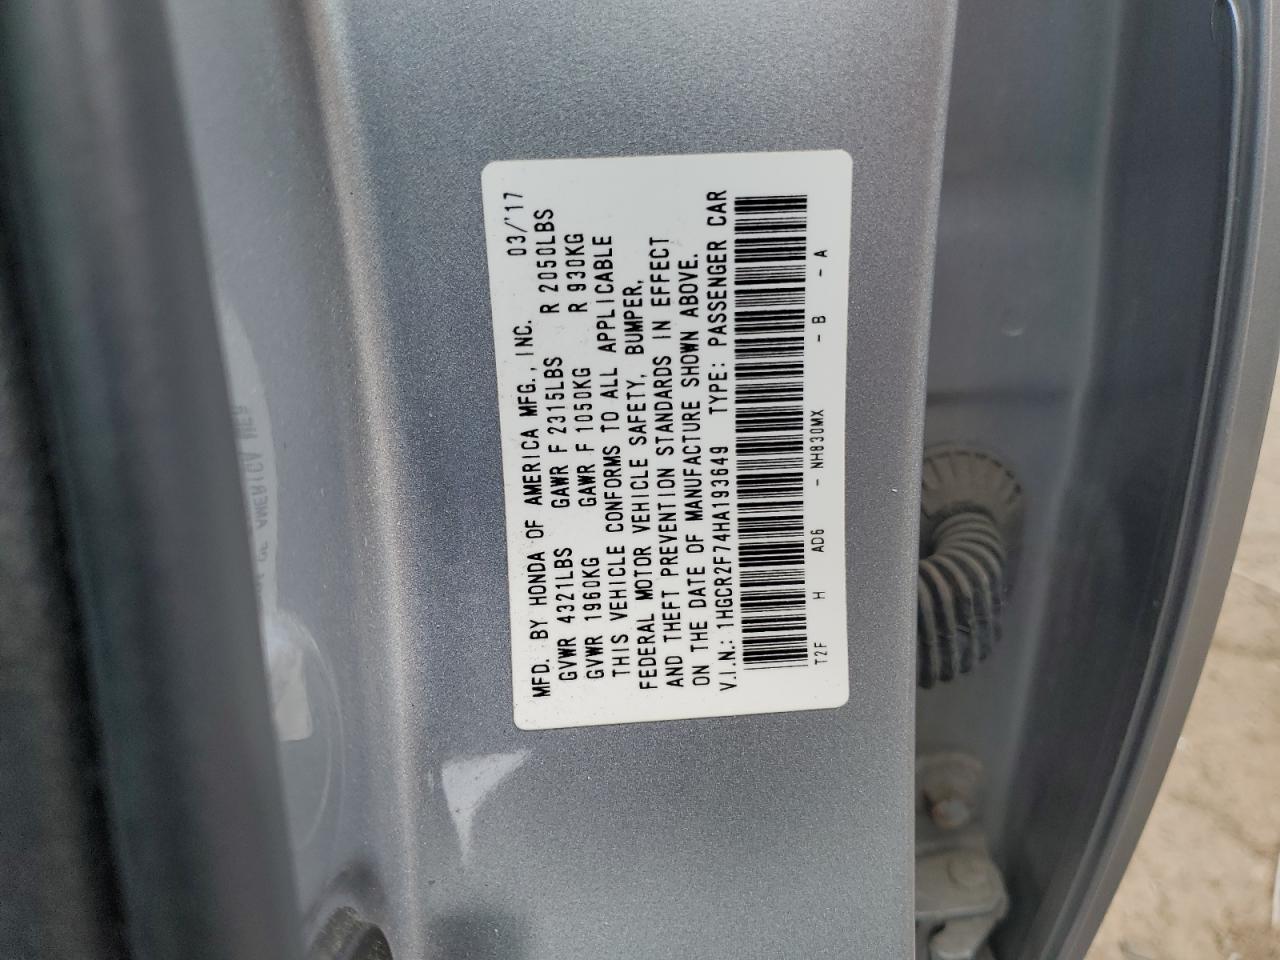 MFD. BY HONDA OF AMERICA MFG., INC. 03/'17
GVWR 4321LBS GAWR F 2315LBS R 2050LBS
GVWR 1960KG GAWR F 1050KG R 930KG
THIS VEHICLE CONFORMS TO ALL APPLICABLE
FEDERAL MOTOR VEHICLE SAFETY, BUMPER,
AND THEFT PREVENTION STANDARDS IN EFFECT
ON THE DATE OF MANUFACTURE SHOWN ABOVE.
V.I.N.: 1HGCR2F74HA193649 TYPE: PASSENGER CAR
T2F H AD6 - NH830MX - B - A